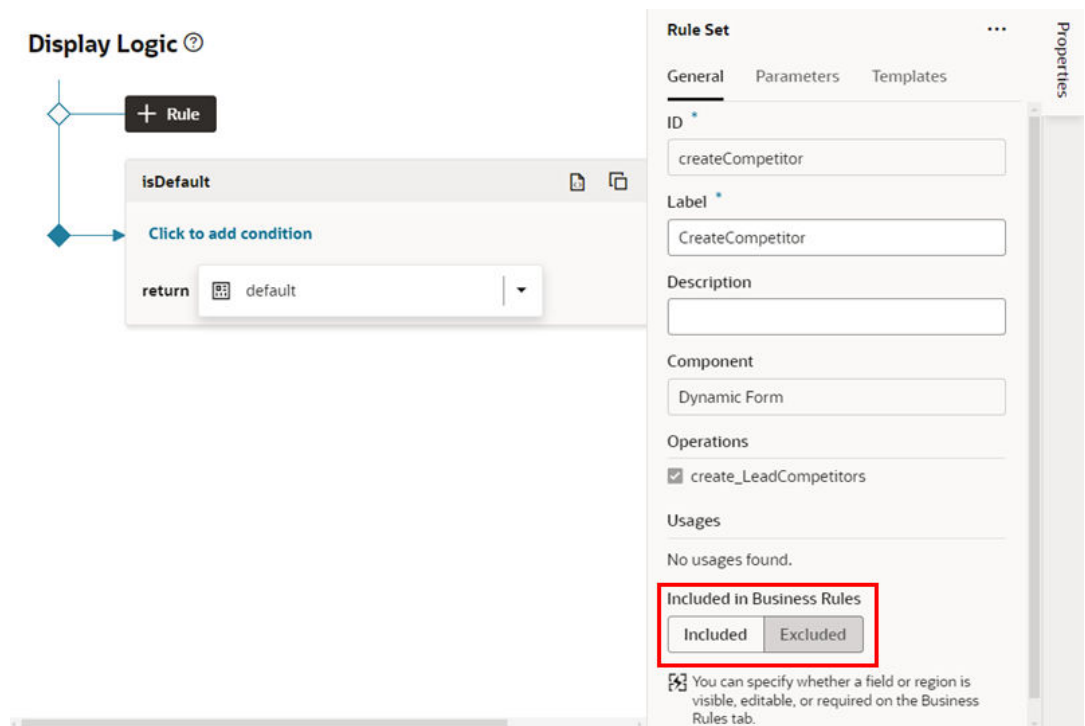 Display Logic
+ Rule
isDefault
Click to add condition
return default
Properties
Rule Set
General Parameters Templates
ID *
createCompetitor
Label *
CreateCompetitor
Description
Component
Dynamic Form
Operations
create_LeadCompetitors
Usages
No usages found.
Included in Business Rules
Included Excluded
You can specify whether a field or region is
visible, editable, or required on the Business
Rules tab.